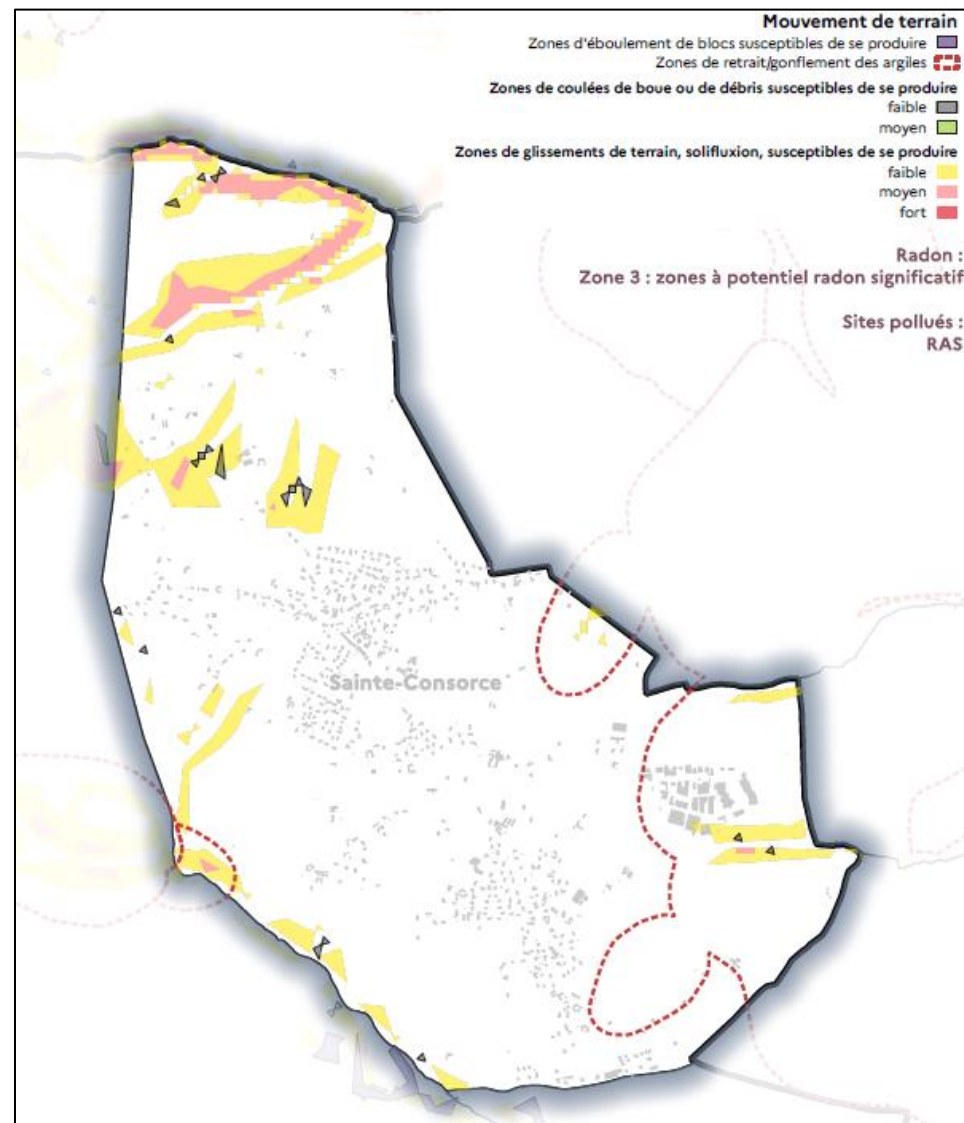 Mouvement de terrain
Zones d'éboulement de blocs susceptibles de se produire
Zones de retrait/gonflement des argiles
Zones de coulées de boue ou de débris susceptibles de se produire
faible
moyen
Zones de glissements de terrain, solifluxion, susceptibles de se produire
faible
moyen
fort
Radon :
Zone 3 : zones à potentiel radon significatif
Sites pollués :
RAS
Sainte-Consorce